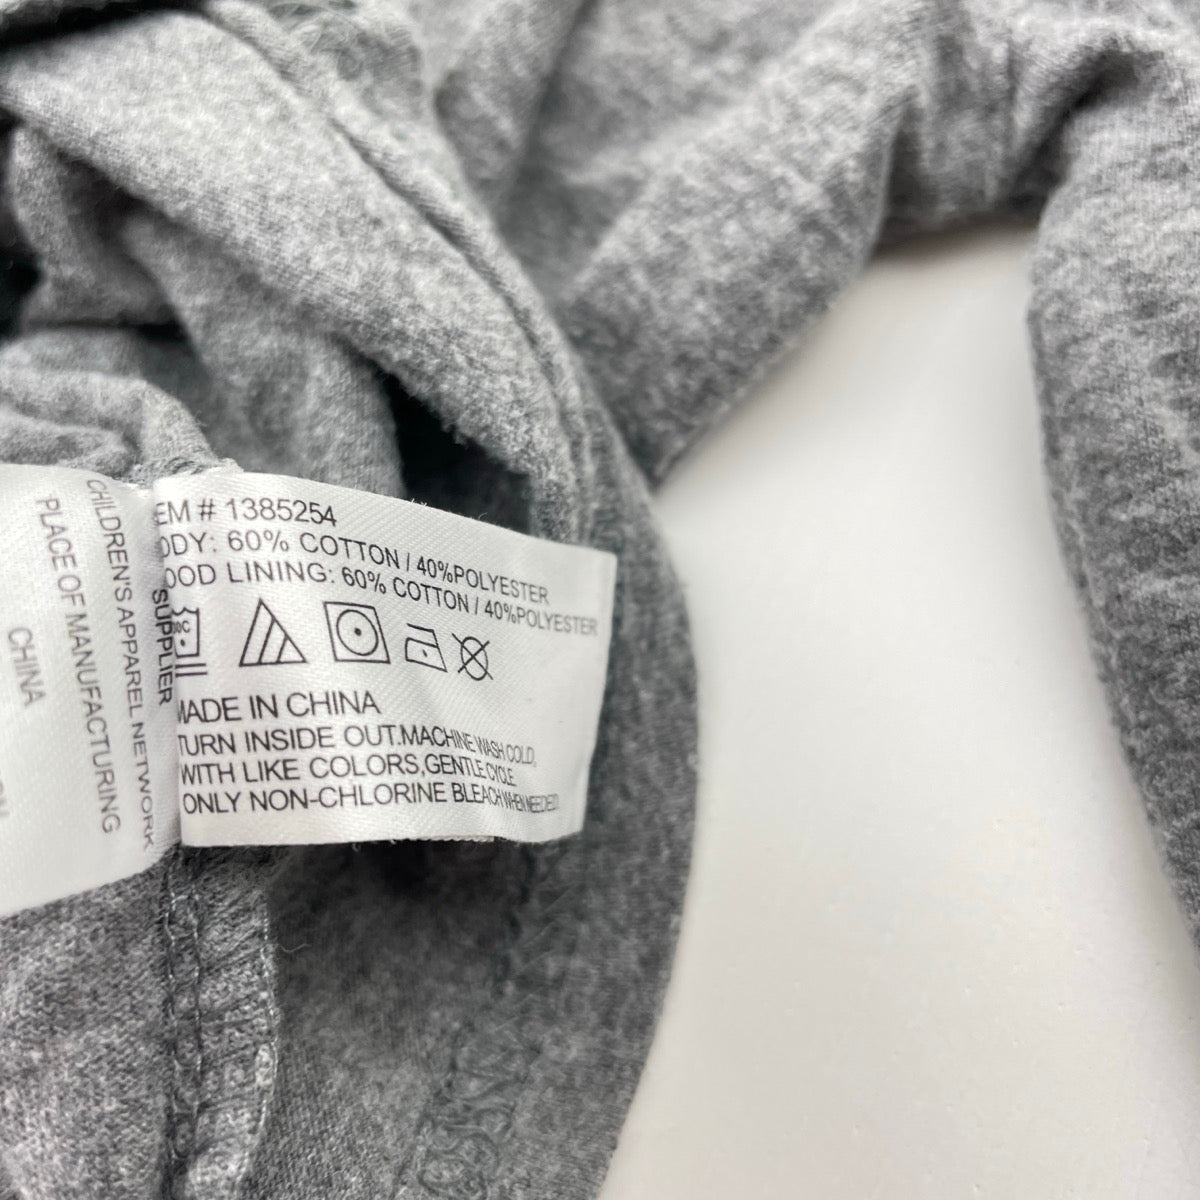 EM # 1385254
ODY: 60% COTTON / 40%POLYESTER
OOD LINING: 60% COTTON / 40%POLYESTER
MADE IN CHINA
TURN INSIDE OUT.MACHINE WASH COLD,
WITH LIKE COLORS,GENTLE CYCLE
ONLY NON-CHLORINE BLEACH WHEN NEEDED
SUPPLIER
CHILDREN'S APPAREL NETWORK
PLACE OF MANUFACTURING
CHINA